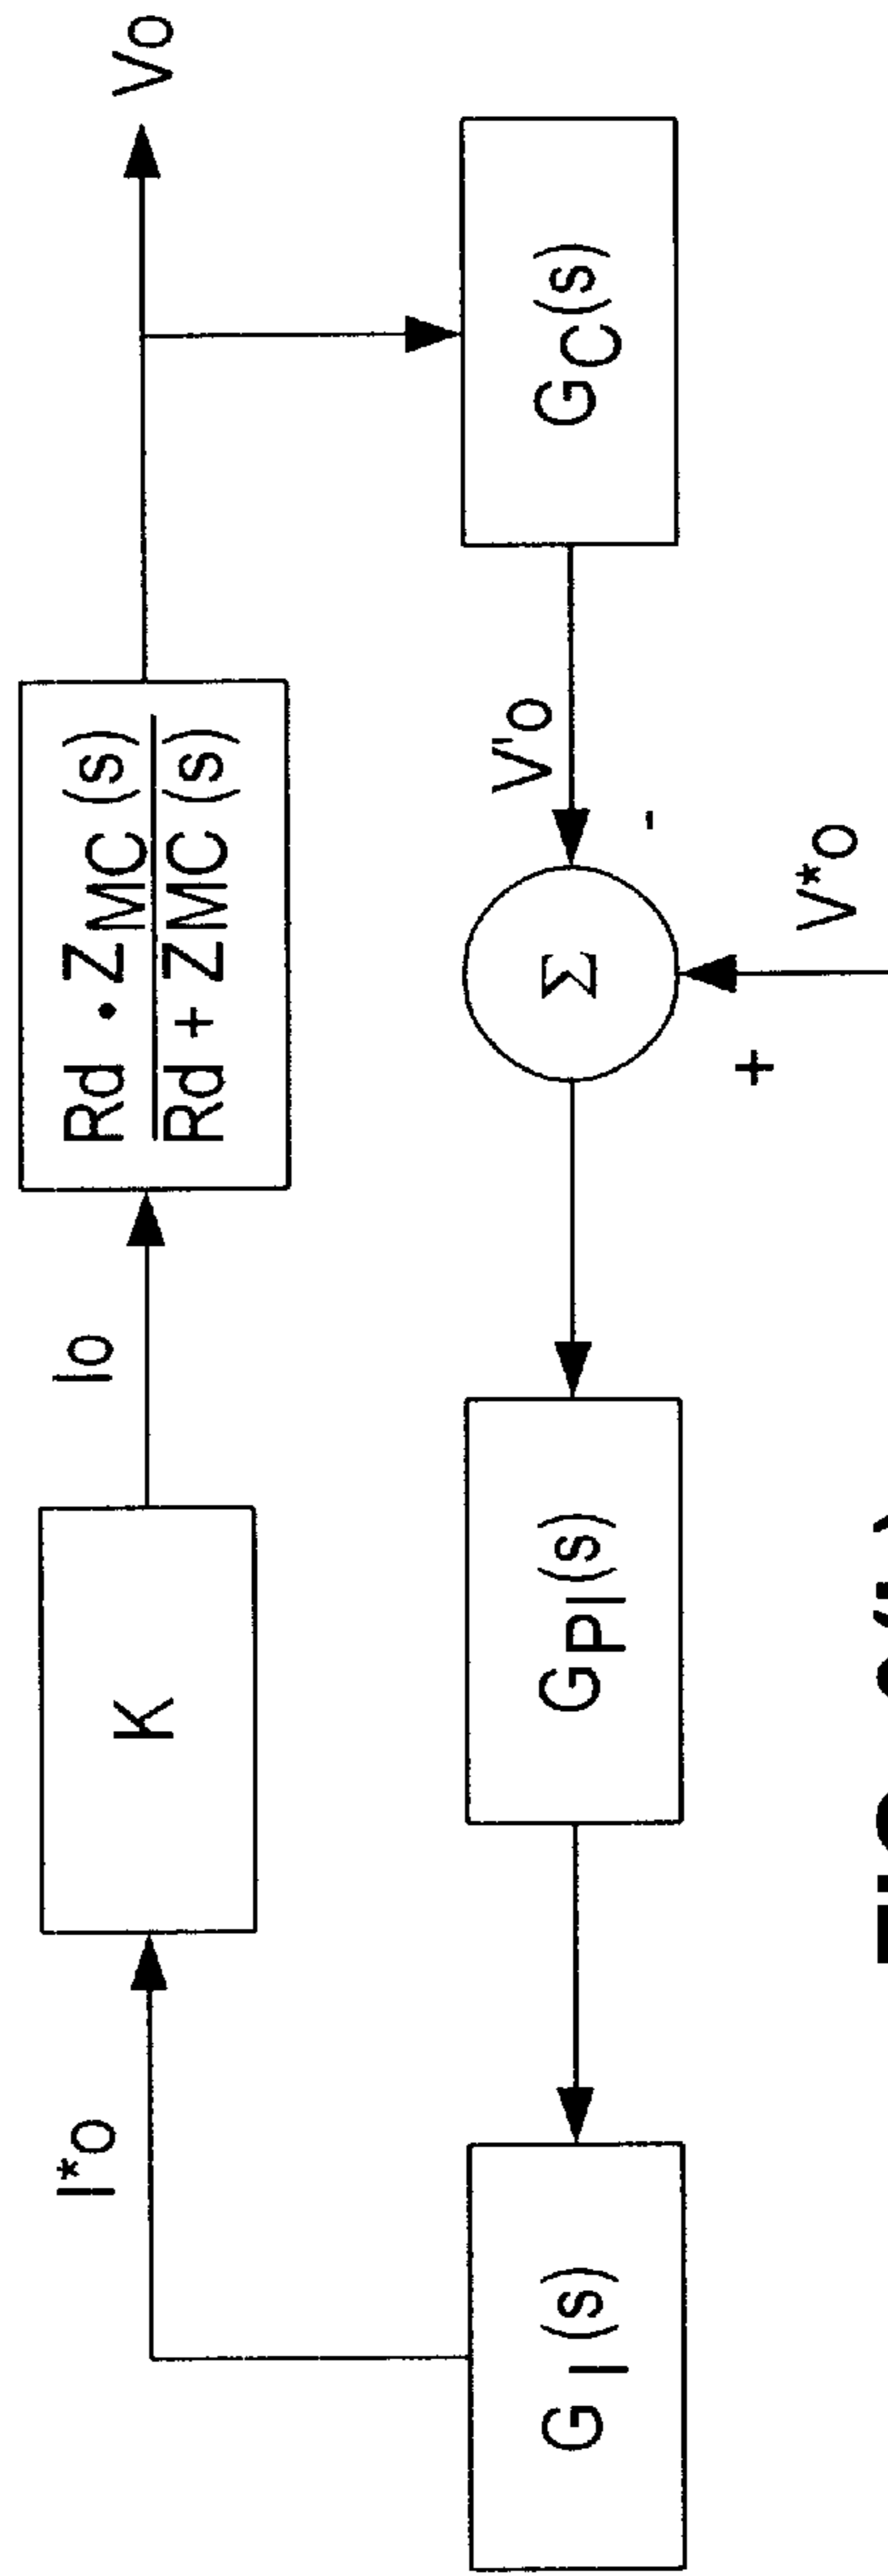 I*o
K
Io
Rd • ZMC (s)
Rd + ZMC (s)
Vo
GI (s)
GPI (s)
Σ
V'o
-
GC (s)
+
V*o